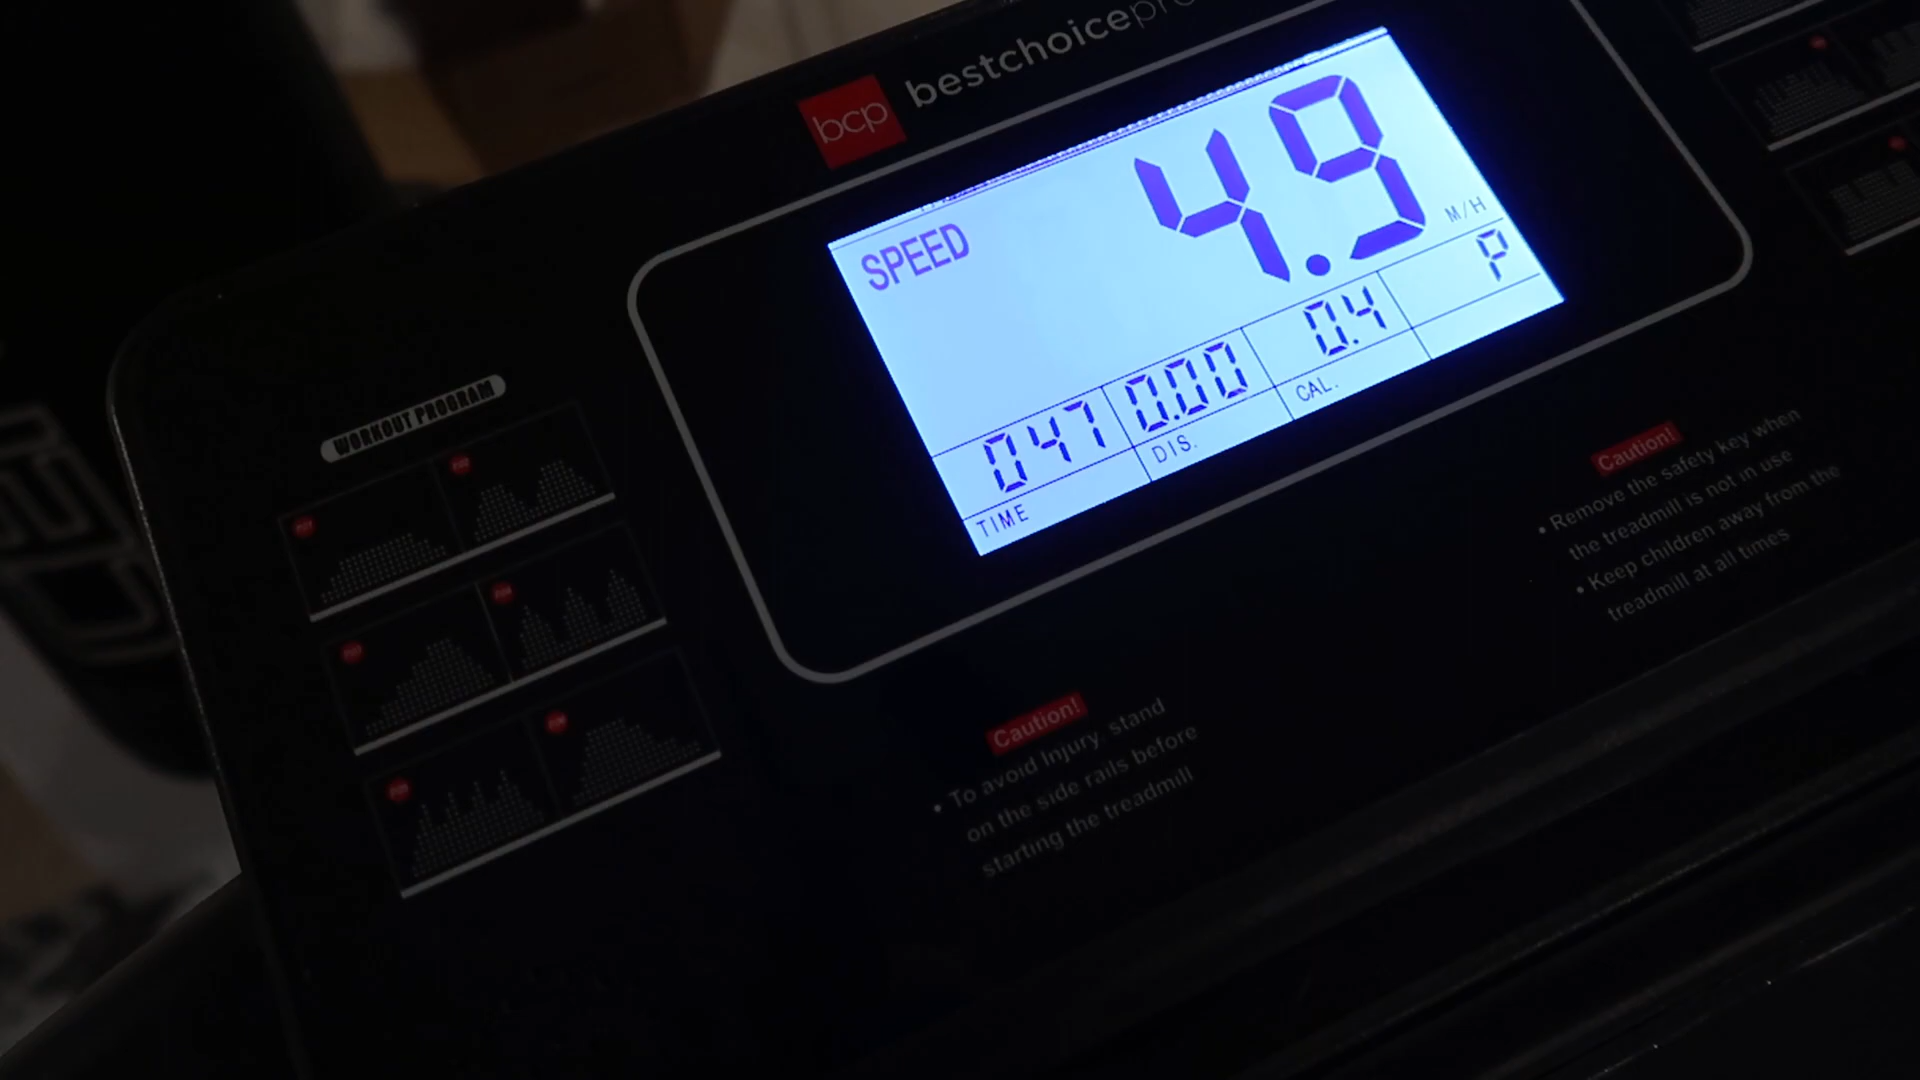 bcp bestchoicepro
SPEED
4.9
M/H
P
047
0.00
0.4
TIME
DIS.
CAL.
WORKOUT PROGRAM
Caution!
• Remove the safety key when
the treadmill is not in use
• Keep children away from the
treadmill at all times
Caution!
• To avoid Injury stand
on the side rails before
starting the treadmill